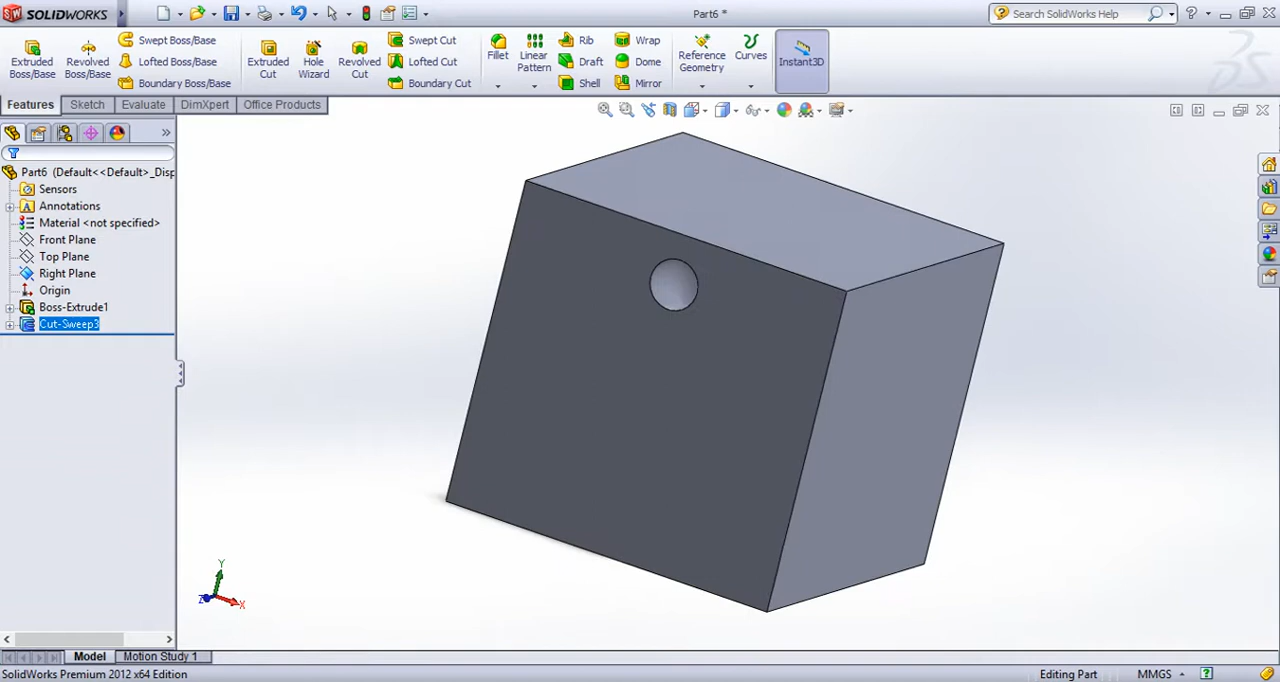 SOLIDWORKS
Part6 *
Search SolidWorks Help
Extruded Boss/Base
Revolved Boss/Base
Swept Boss/Base
Lofted Boss/Base
Boundary Boss/Base
Extruded Cut
Hole Wizard
Revolved Cut
Swept Cut
Lofted Cut
Boundary Cut
Fillet
Linear Pattern
Rib
Draft
Shell
Wrap
Dome
Mirror
Reference Geometry
Curves
Instant3D
Features
Sketch
Evaluate
DimXpert
Office Products
Part6 (Default<<Default>_Disp
Sensors
Annotations
Material <not specified>
Front Plane
Top Plane
Right Plane
Origin
Boss-Extrude1
Cut-Sweep3
Y
Z
X
Model
Motion Study 1
SolidWorks Premium 2012 x64 Edition
Editing Part
MMGS